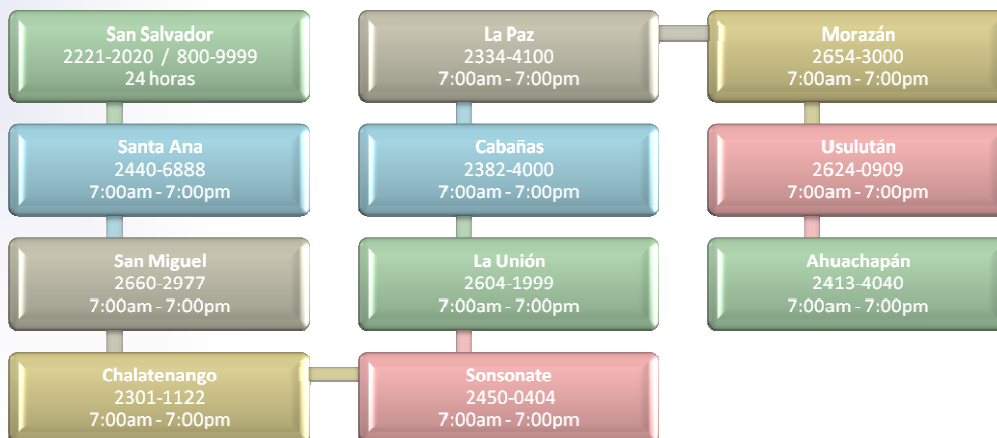 San Salvador
2221-2020 / 800-9999
24 horas
Santa Ana
2440-6888
7:00am - 7:00pm
San Miguel
2660-2977
7:00am - 7:00pm
Chalatenango
2301-1122
7:00am - 7:00pm
Sonsonate
2450-0404
7:00am - 7:00pm
La Unión
2604-1999
7:00am - 7:00pm
Cabañas
2382-4000
7:00am - 7:00pm
La Paz
2334-4100
7:00am - 7:00pm
Morazán
2654-3000
7:00am - 7:00pm
Usulután
2624-0909
7:00am - 7:00pm
Ahuachapán
2413-4040
7:00am - 7:00pm